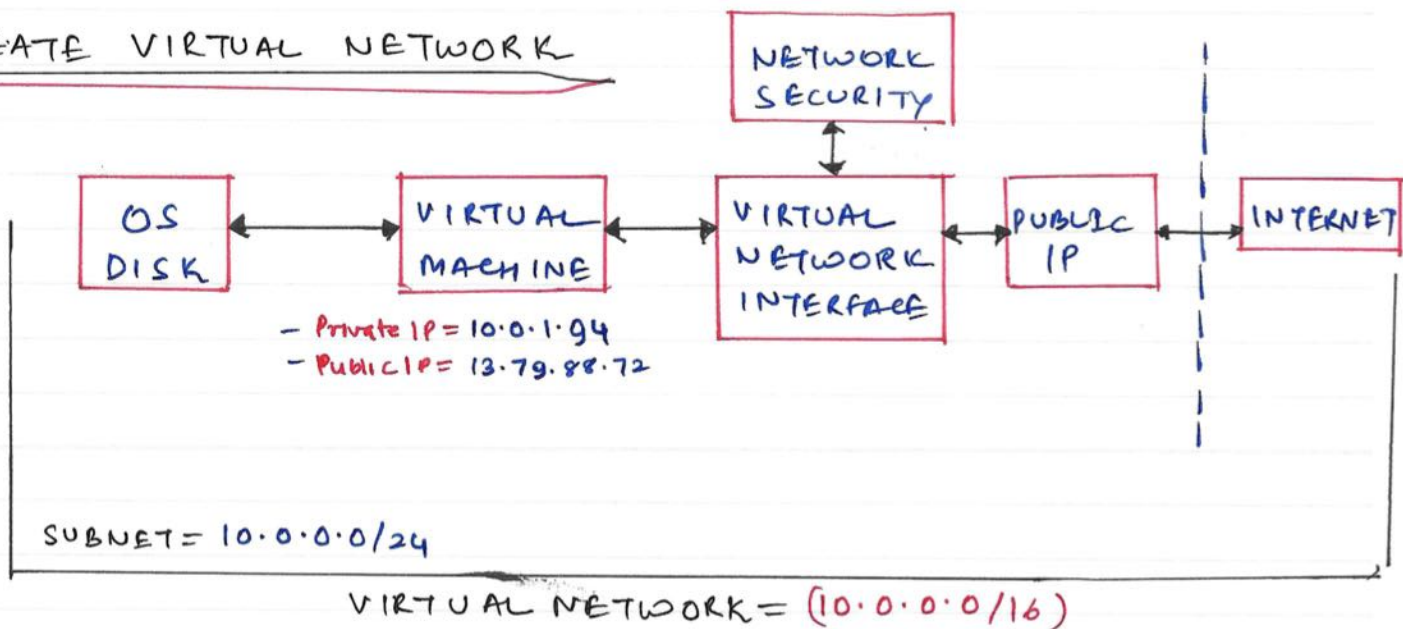 EATE VIRTUAL NETWORK
NETWORK
SECURITY
OS
DISK
VIRTUAL
MACHINE
VIRTUAL
NETWORK
INTERFACE
PUBLIC
IP
INTERNET
- Private IP = 10.0.1.94
- Public IP = 13.79.88.72
SUBNET = 10.0.0.0/24
VIRTUAL NETWORK = (10.0.0.0/16)